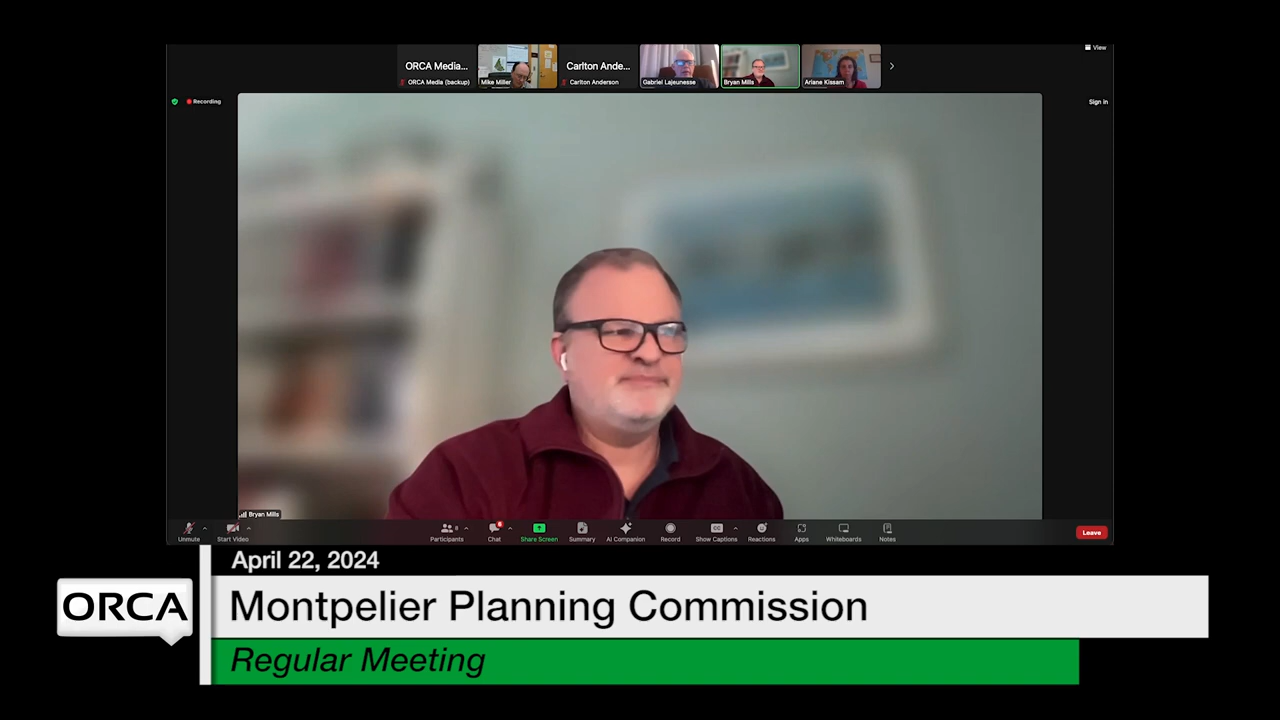 ORCA Media...
ORCA Media (backup)
Mike Miller
Carlton Ande...
Carlton Anderson
Gabriel Lajeunesse
Bryan Mills
Ariane Kissam
View
Recording
Sign in
Bryan Mills
Unmute
Start Video
Participants
8
Chat
Share Screen
Summary
AI Companion
Record
CC
Show Captions
Reactions
Apps
Whiteboards
Notes
Leave
April 22, 2024
ORCA
Montpelier Planning Commission
Regular Meeting